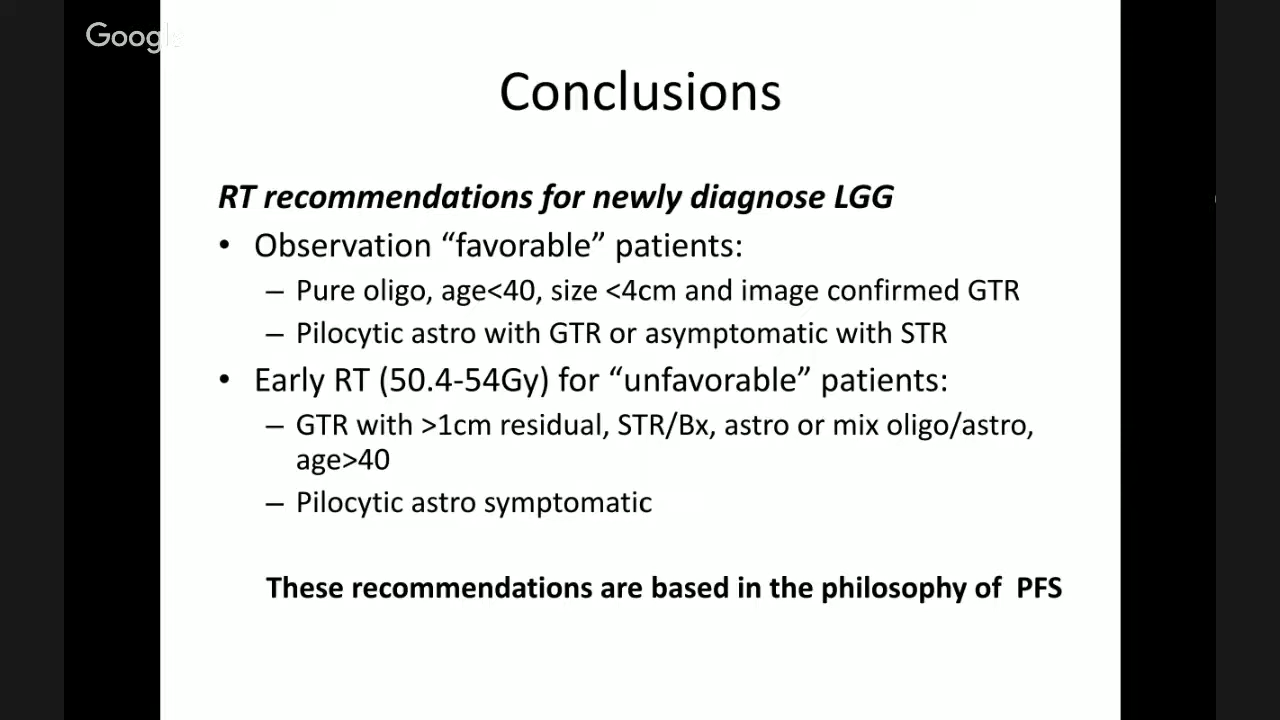 Google
Conclusions
RT recommendations for newly diagnose LGG
• Observation “favorable” patients:
– Pure oligo, age<40, size <4cm and image confirmed GTR
– Pilocytic astro with GTR or asymptomatic with STR
• Early RT (50.4-54Gy) for “unfavorable” patients:
– GTR with >1cm residual, STR/Bx, astro or mix oligo/astro,
age>40
– Pilocytic astro symptomatic
These recommendations are based in the philosophy of PFS